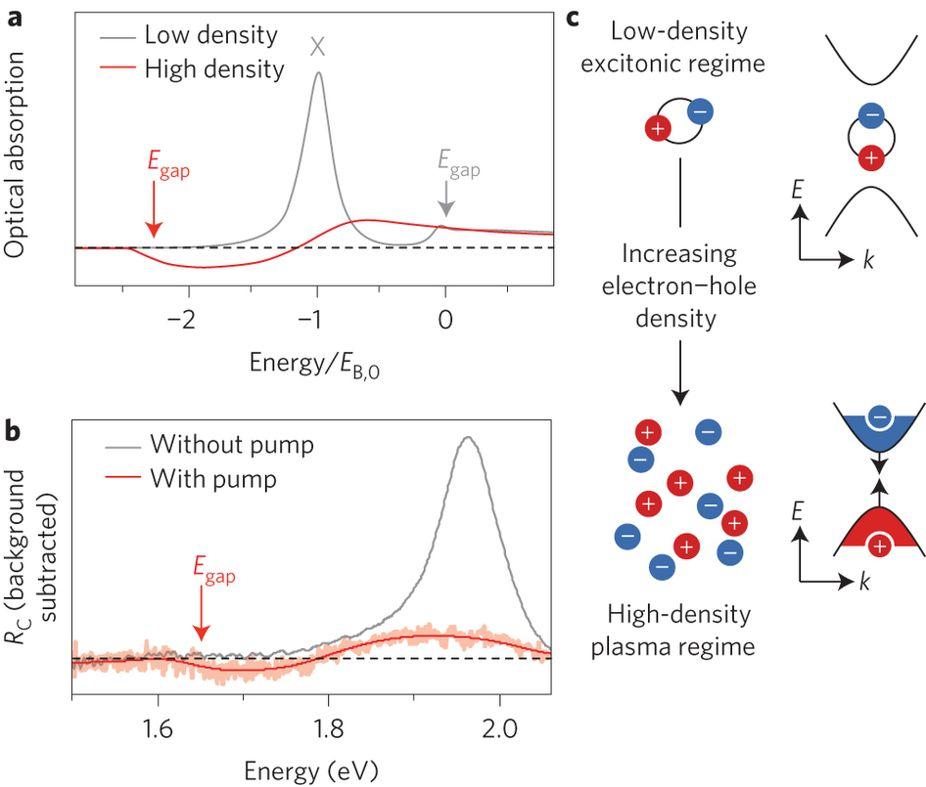 a
Optical absorption
Low density
High density
X
E_gap
E_gap
−2
−1
0
Energy/E_B,0
b
R_C (background
subtracted)
Without pump
With pump
E_gap
1.6
1.8
2.0
Energy (eV)
c
Low-density
excitonic regime
+
−
−
+
E
k
Increasing
electron−hole
density
+
−
−
+
+
+
−
+
−
+
−
−
High-density
plasma regime
−
+
E
k